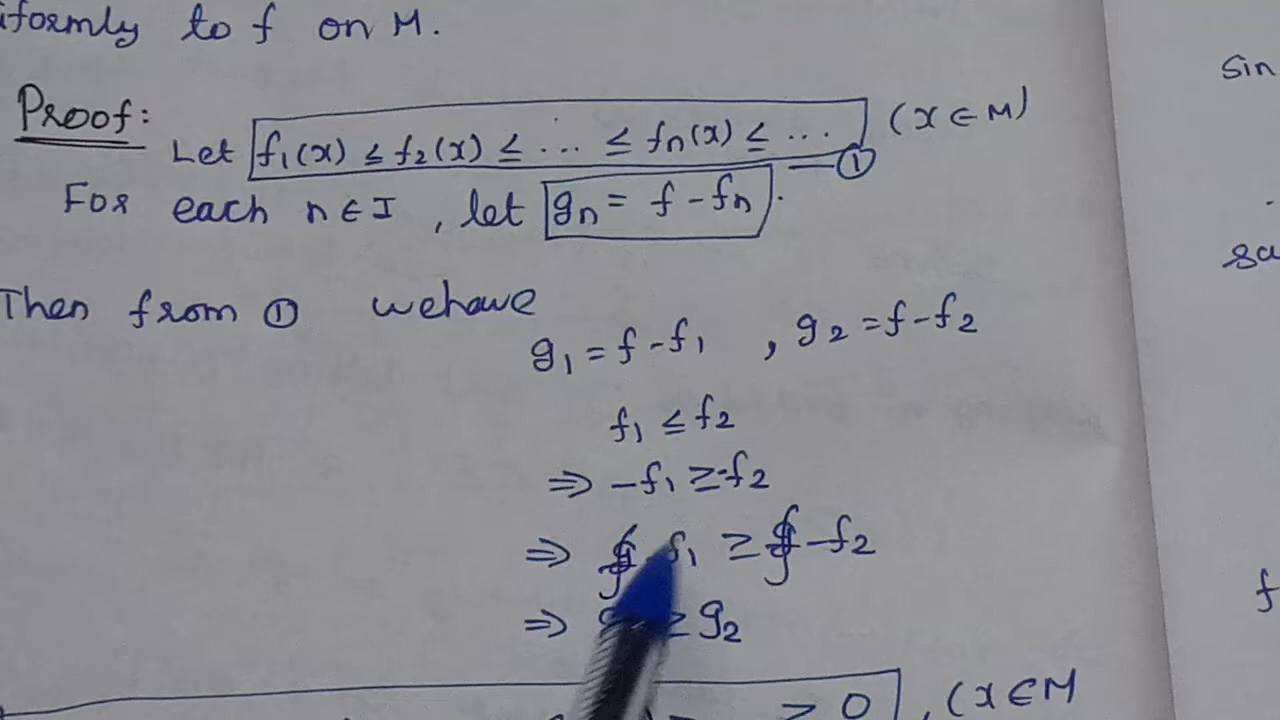 iformly to f on M.
Proof:
Let f₁(x) ≤ f₂(x) ≤ ... ≤ fₙ(x) ≤ ... (x ∈ M) —①
For each n ∈ I, let gₙ = f - fₙ.
Then from ① we have
g₁ = f - f₁, g₂ = f - f₂
f₁ ≤ f₂
⇒ -f₁ ≥ -f₂
⇒ f - f₁ ≥ f - f₂
⇒ ≥ g₂
≥ 0, (x ∈ M
sin
sa
f